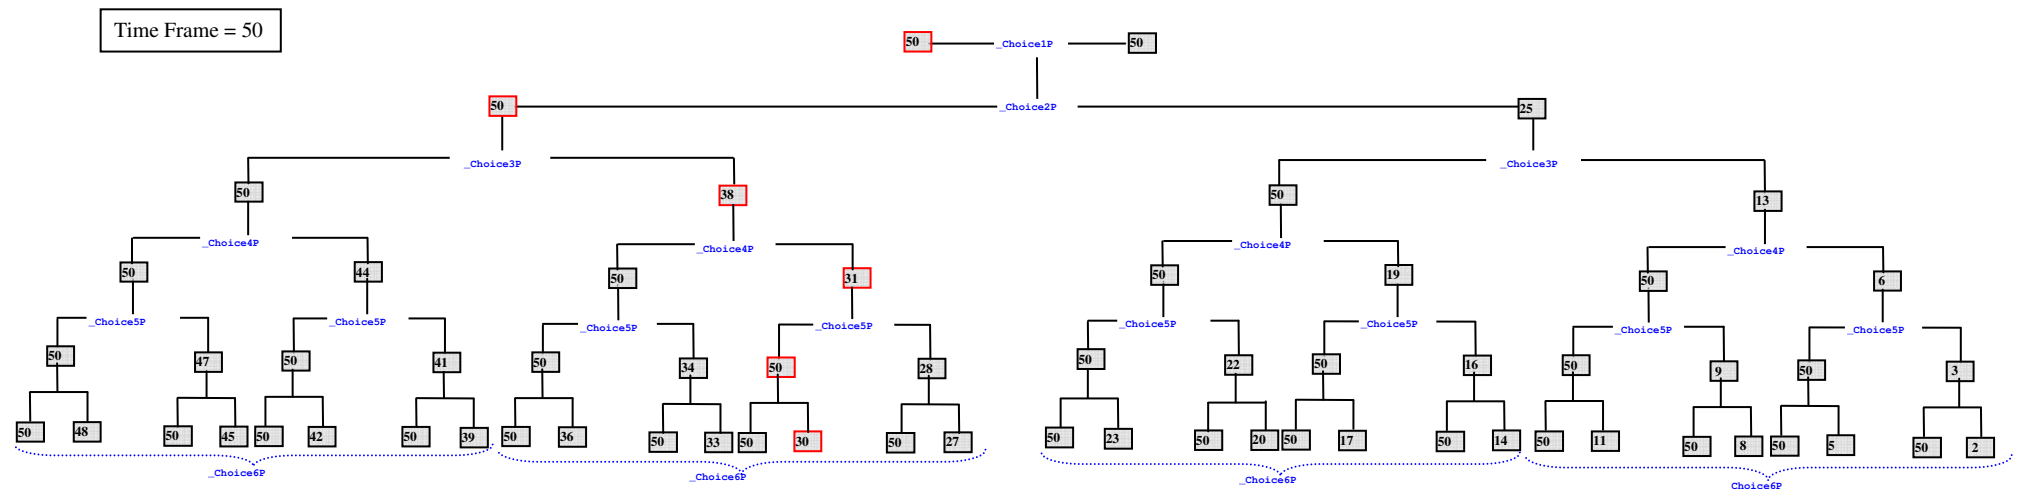 Time Frame = 50
50 _Choice1P 50
50 _Choice2P 25
_Choice3P _Choice3P
50 38 50 13
_Choice4P _Choice4P _Choice4P _Choice4P
50 44 50 31 50 19 50 6
_Choice5P _Choice5P _Choice5P _Choice5P _Choice5P _Choice5P _Choice5P _Choice5P
50 47 50 41 50 34 50 28 50 22 50 16 50 9 50 3
50 48 50 45 50 42 50 39 50 36 50 33 50 30 50 27 50 23 50 20 50 17 50 14 50 11 50 8 50 5 50 2
_Choice6P _Choice6P _Choice6P Choice6P